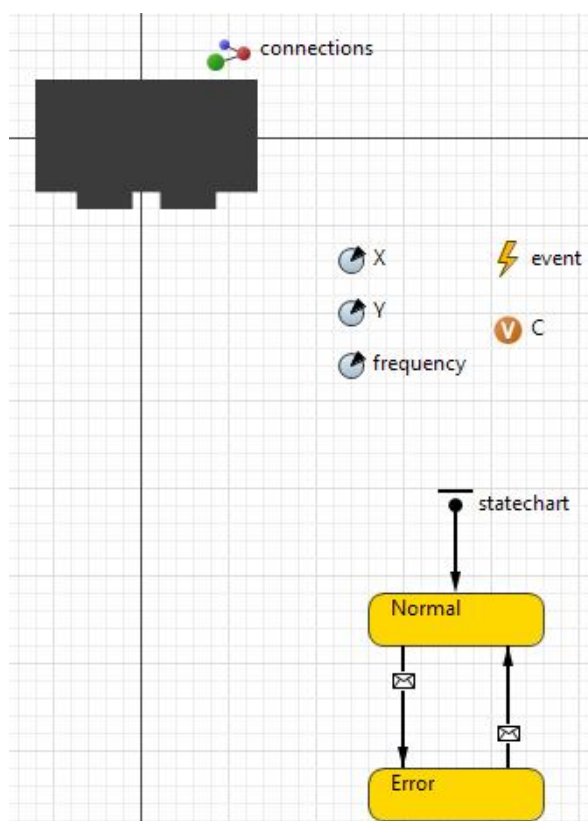 connections
X
event
Y
V
C
frequency
statechart
Normal
Error